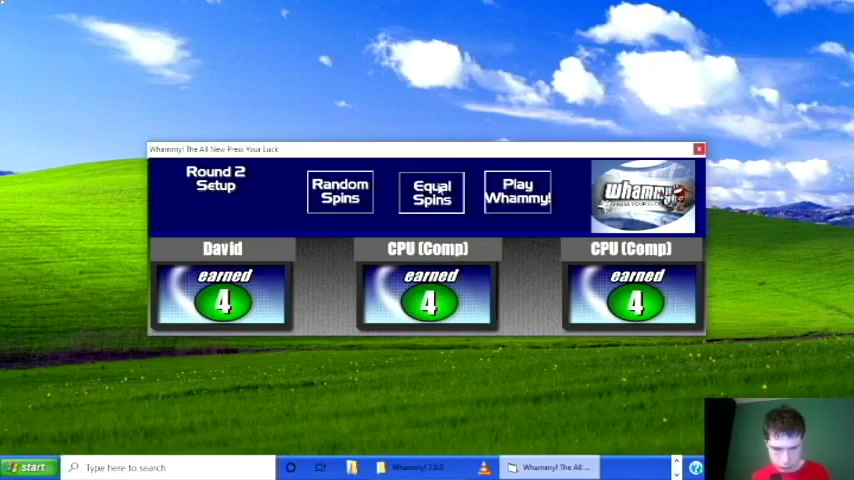 Whammy! The All New Press Your Luck
Round 2
Setup
Random
Spins
Equal
Spins
Play
Whammy!
whammy!
PRESS YOUR LUCK
David
CPU (Comp)
CPU (Comp)
earned
4
earned
4
earned
4
start
Type here to search
Whammy! 7.0.0
Whammy! The All ...